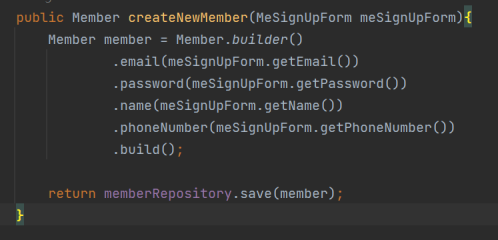 public Member createNewMember(MeSignUpForm meSignUpForm){
Member member = Member.builder()
.email(meSignUpForm.getEmail())
.password(meSignUpForm.getPassword())
.name(meSignUpForm.getName())
.phoneNumber(meSignUpForm.getPhoneNumber())
.build();
return memberRepository.save(member);
}